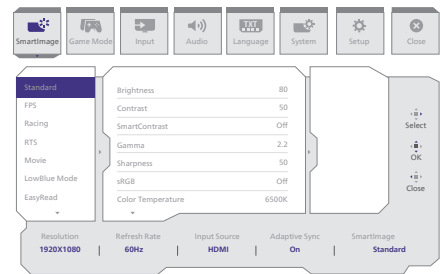 SmartImage Game Mode Input Audio TXT Language System Setup Close
Standard
FPS
Racing
RTS
Movie
LowBlue Mode
EasyRead
Brightness 80
Contrast 50
SmartContrast Off
Gamma 2.2
Sharpness 50
sRGB Off
Color Temperature 6500K
Select
OK
Close
Resolution Refresh Rate Input Source Adaptive Sync SmartImage
1920X1080 | 60Hz | HDMI | On | Standard